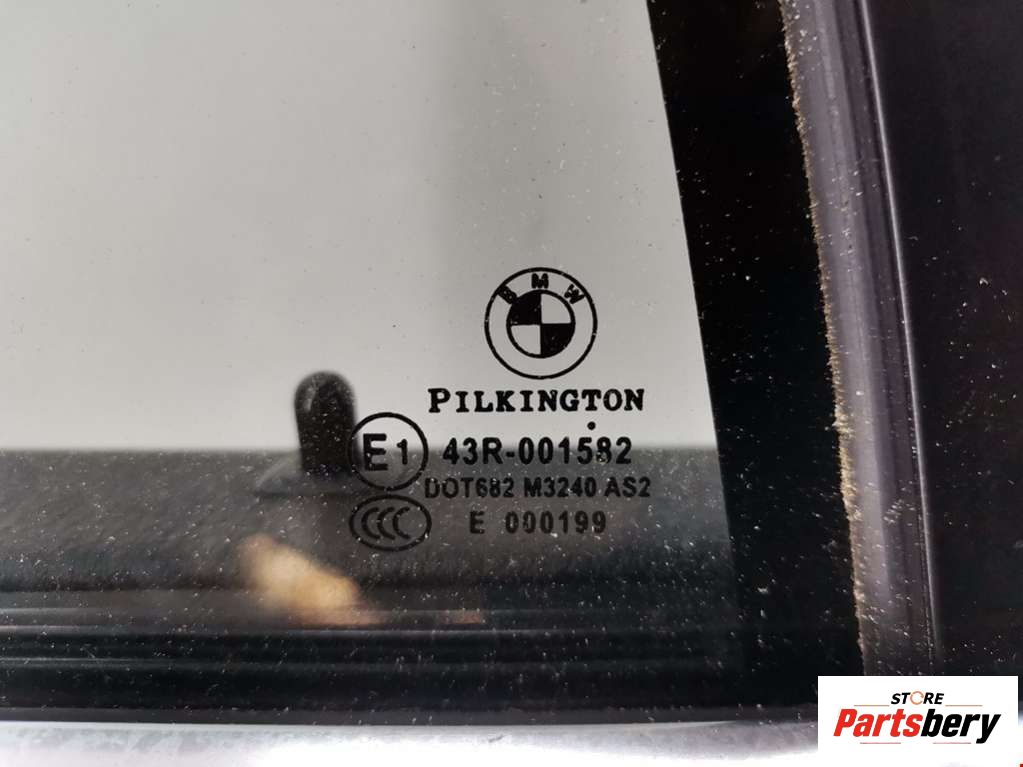 BMW
PILKINGTON
E1 43R-001582
DOT682 M3240 AS2
CCC E 000199
STORE
Partsbery